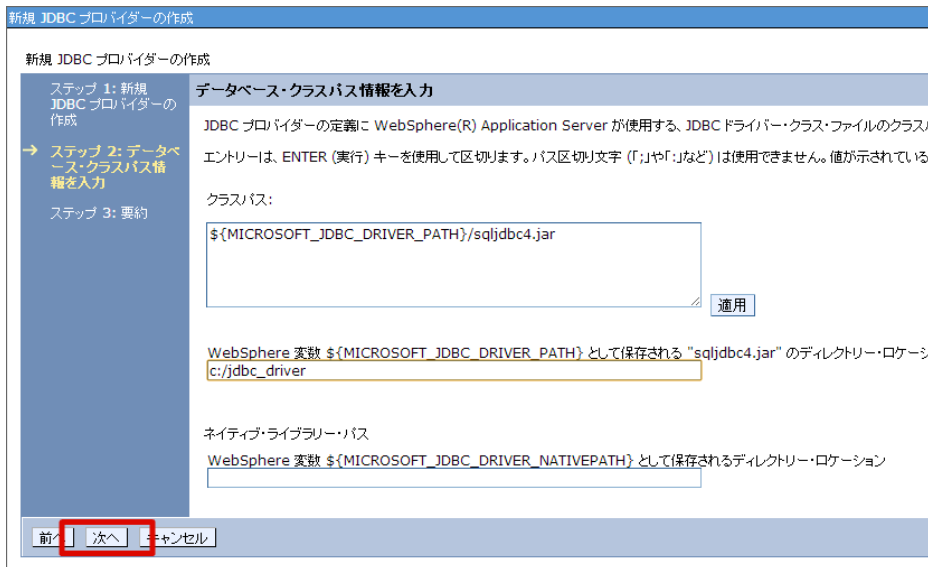 新規 JDBC プロバイダーの作成
新規 JDBC プロバイダーの作成
ステップ 1: 新規
JDBC プロバイダーの
作成
→ ステップ 2: データベ
ース・クラスパス情
報を入力
ステップ 3: 要約
データベース・クラスパス情報を入力
JDBC プロバイダーの定義に WebSphere(R) Application Server が使用する、JDBC ドライバー・クラス・ファイルのクラスパ
エントリーは、ENTER (実行) キーを使用して区切ります。パス区切り文字 (「;」や「:」など) は使用できません。値が示されている
クラスパス:
${MICROSOFT_JDBC_DRIVER_PATH}/sqljdbc4.jar
適用
WebSphere 変数 ${MICROSOFT_JDBC_DRIVER_PATH} として保存される "sqljdbc4.jar" のディレクトリー・ロケーシ
c:/jdbc_driver
ネイティブ・ライブラリー・パス
WebSphere 変数 ${MICROSOFT_JDBC_DRIVER_NATIVEPATH} として保存されるディレクトリー・ロケーション
前へ 次へ キャンセル